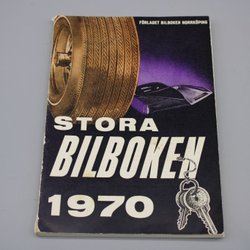 FÖRLAGET BILBOKEN NORRKÖPING
STORA
BILBOKEN
1970